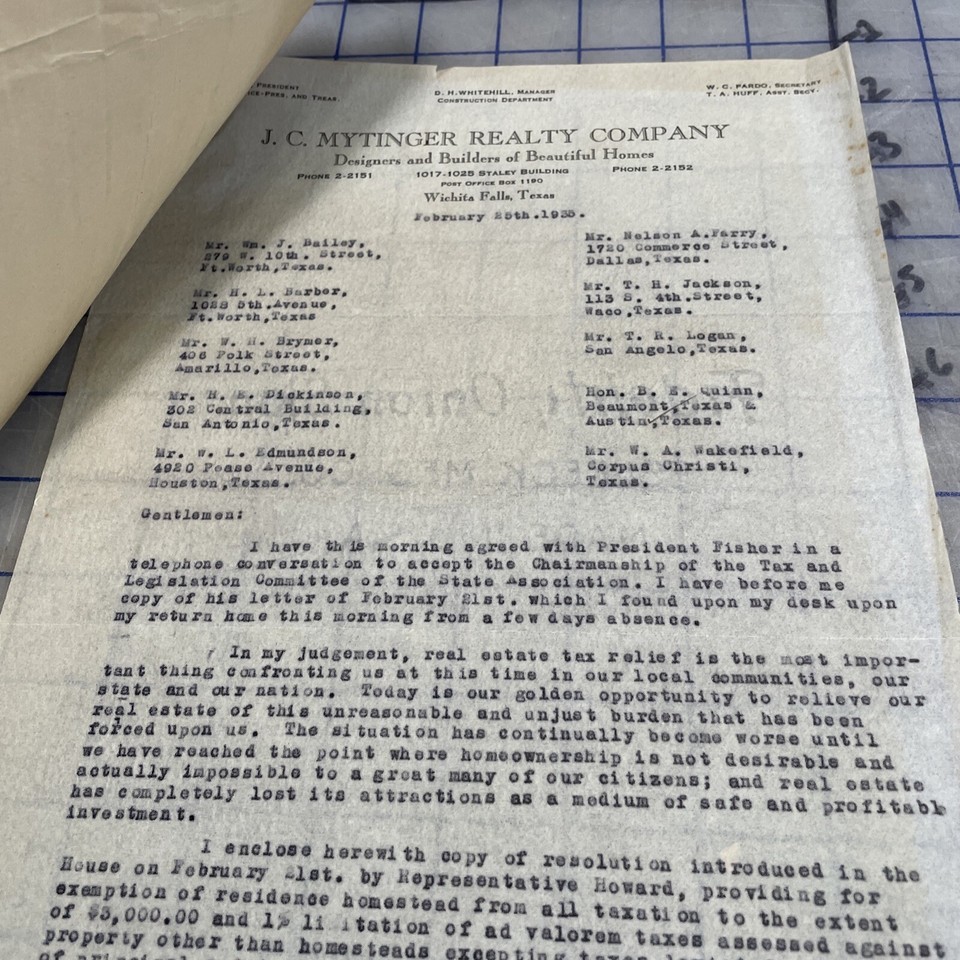 PRESIDENT
VICE-PRES. AND TREAS.
D. H. WHITEHILL, MANAGER
CONSTRUCTION DEPARTMENT
W. C. PARDO, SECRETARY
T. A. HUFF, ASST. SECY.
J. C. MYTINGER REALTY COMPANY
Designers and Builders of Beautiful Homes
PHONE 2-2151
1017-1025 STALEY BUILDING
PHONE 2-2152
POST OFFICE BOX 1190
Wichita Falls, Texas
February 25th.1935.
Mr. Wm. J. Bailey,
279 W. 10th. Street,
Ft.Worth,Texas.
Mr. H. L. Barber,
1028 5th.Avenue,
Ft.Worth,Texas
Mr. W. H. Brymer,
406 Polk Street,
Amarillo,Texas.
Mr. H. E. Dickinson,
302 Central Building,
San Antonio,Texas.
Mr. W. L. Edmundson,
4920 Pease Avenue,
Houston,Texas.
Mr. Nelson A.Parry,
1720 Commerce Street,
Dallas,Texas.
Mr. T. H. Jackson,
113 S. 4th.Street,
Waco,Texas.
Mr. T. R. Logan,
San Angelo,Texas.
Hon. B. E. Quinn,
Beaumont,Texas &
Austin,Texas.
Mr. W. A. Wakefield,
Corpus Christi,
Texas.
Gentlemen:
I have this morning agreed with President Fisher in a
telephone conversation to accept the Chairmanship of the Tax and
Legislation Committee of the State Association. I have before me
copy of his letter of February 21st. which I found upon my desk upon
my return home this morning from a few days absence.
In my judgement, real estate tax relief is the most impor-
tant thing confronting us at this time in our local communities, our
state and our nation. Today is our golden opportunity to relieve our
real estate of this unreasonable and unjust burden that has been
forced upon us. The situation has continually become worse until
we have reached the point where homeownership is not desirable and
actually impossible to a great many of our citizens; and real estate
has completely lost its attractions as a medium of safe and profitabl
investment.
I enclose herewith copy of resolution introduced in the
House on February 21st. by Representative Howard, providing for
exemption of residence homestead from all taxation to the extent
of $3,000.00 and 1% li itation of ad valorem taxes assessed against
property other than homesteads excepting taxes